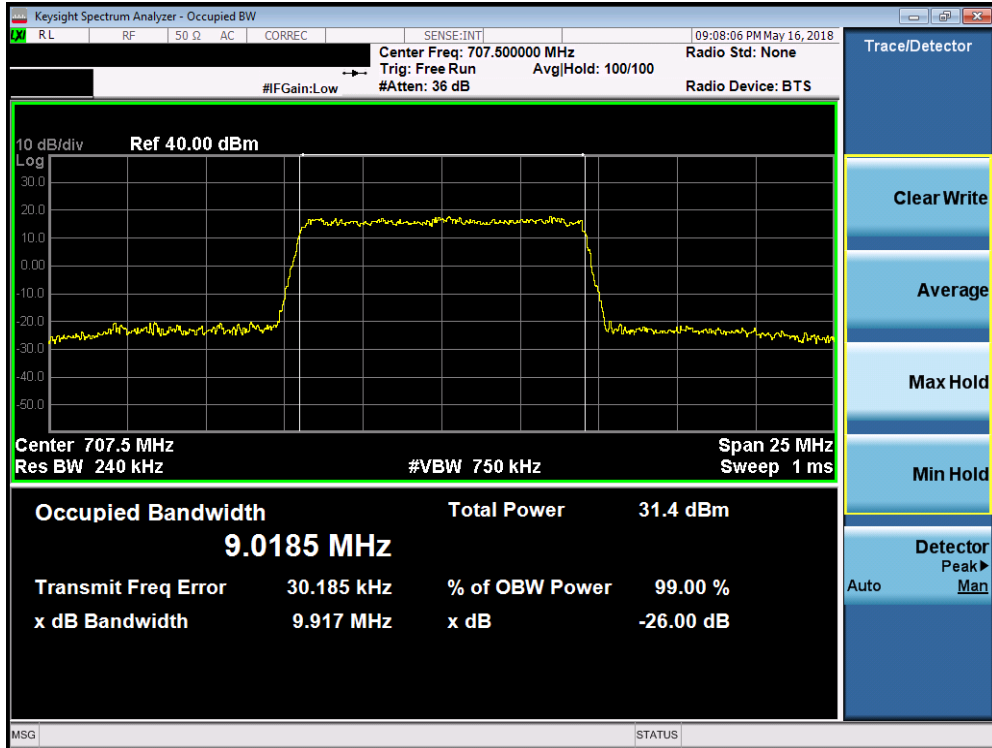 Keysight Spectrum Analyzer - Occupied BW
LXI RL RF 50 Ω AC CORREC SENSE:INT 09:08:06 PM May 16, 2018
Center Freq: 707.500000 MHz Radio Std: None
Trig: Free Run Avg|Hold: 100/100
#IFGain:Low #Atten: 36 dB Radio Device: BTS
Trace/Detector
10 dB/div Ref 40.00 dBm
Log
30.0
20.0
10.0
0.00
-10.0
-20.0
-30.0
-40.0
-50.0
Center 707.5 MHz Span 25 MHz
Res BW 240 kHz #VBW 750 kHz Sweep 1 ms
Occupied Bandwidth Total Power 31.4 dBm
9.0185 MHz
Transmit Freq Error 30.185 kHz % of OBW Power 99.00 %
x dB Bandwidth 9.917 MHz x dB -26.00 dB
Clear Write
Average
Max Hold
Min Hold
Detector
Peak▶
Auto Man
MSG STATUS